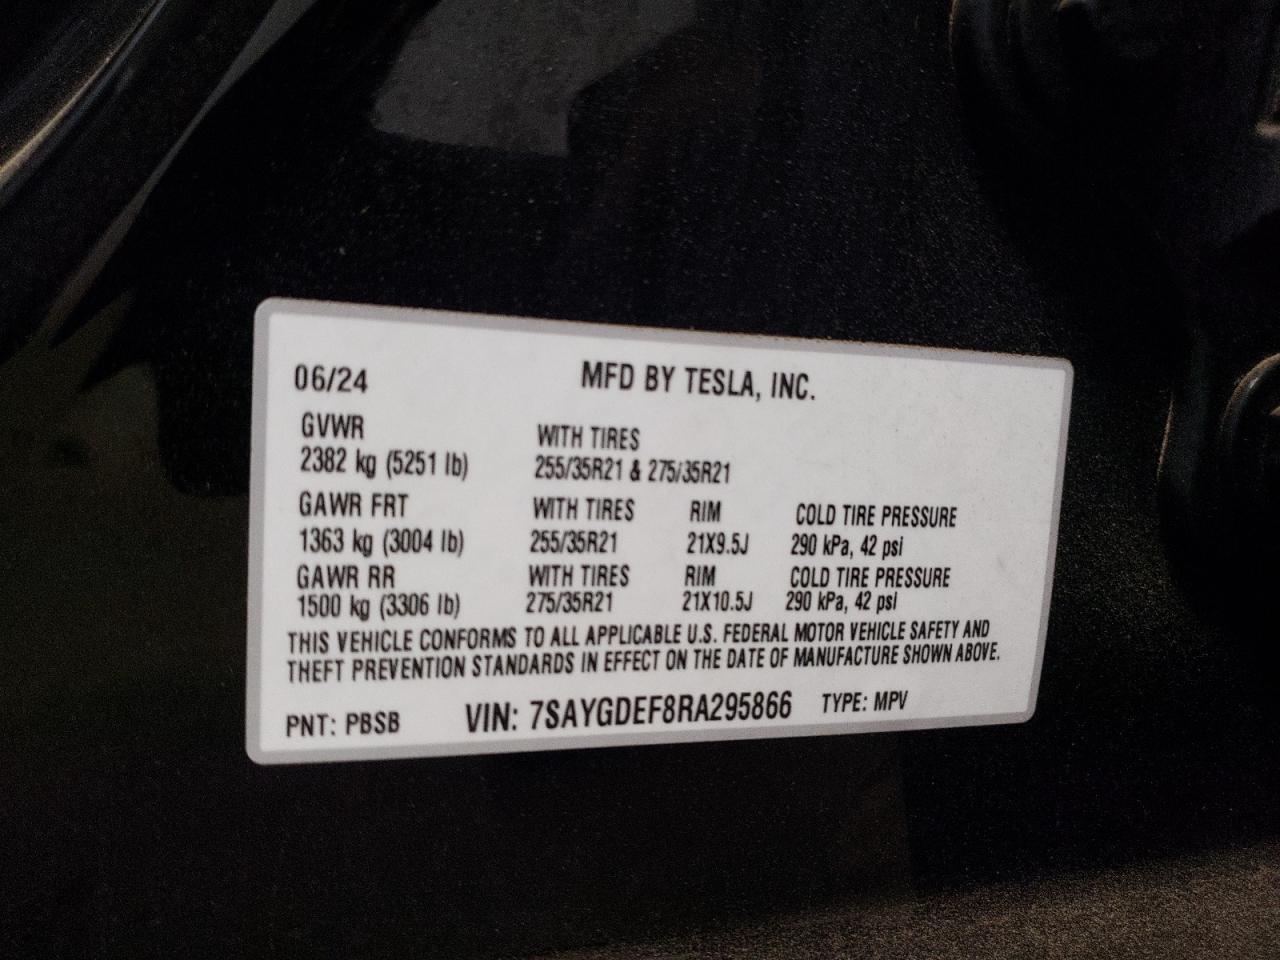 06/24 MFD BY TESLA, INC.
GVWR WITH TIRES
2382 kg (5251 lb) 255/35R21 & 275/35R21
GAWR FRT WITH TIRES RIM COLD TIRE PRESSURE
1363 kg (3004 lb) 255/35R21 21X9.5J 290 kPa, 42 psi
GAWR RR WITH TIRES RIM COLD TIRE PRESSURE
1500 kg (3306 lb) 275/35R21 21X10.5J 290 kPa, 42 psi
THIS VEHICLE CONFORMS TO ALL APPLICABLE U.S. FEDERAL MOTOR VEHICLE SAFETY AND
THEFT PREVENTION STANDARDS IN EFFECT ON THE DATE OF MANUFACTURE SHOWN ABOVE.
PNT: PBSB VIN: 7SAYGDEF8RA295866 TYPE: MPV